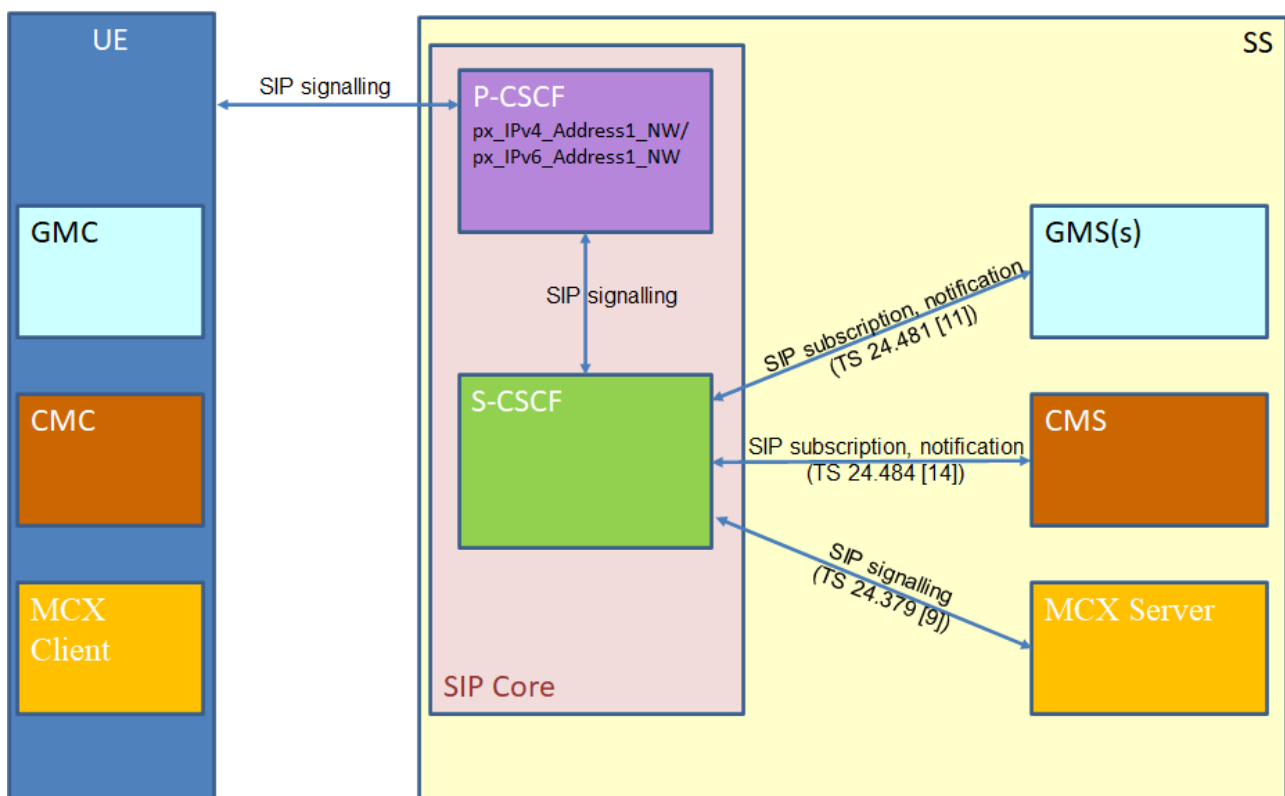 UE
SS
SIP signalling
P-CSCF
px_IPv4_Address1_NW/
px_IPv6_Address1_NW
GMC
GMS(s)
SIP signalling
SIP subscription, notification
(TS 24.481 [11])
CMC
S-CSCF
CMS
SIP subscription, notification
(TS 24.484 [14])
SIP signalling
(TS 24.379 [9])
MCX
Client
MCX Server
SIP Core